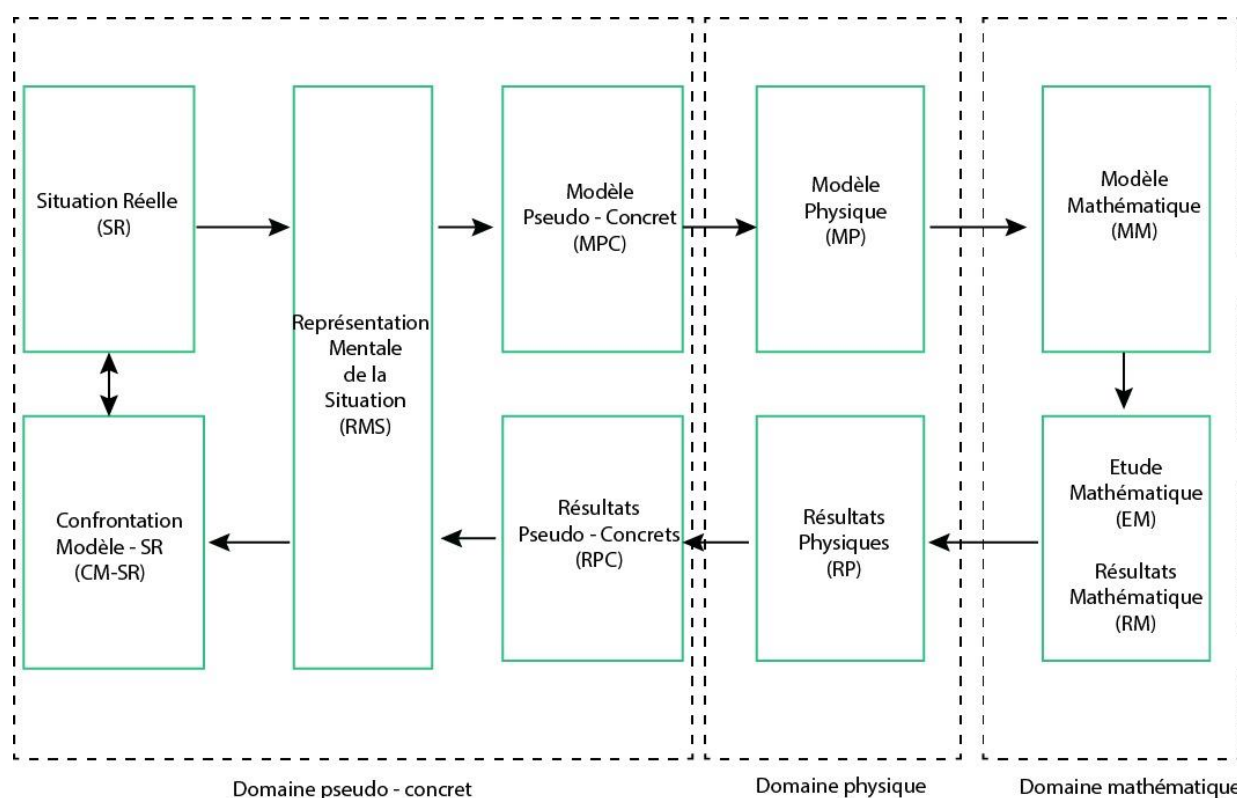 Situation Réelle
(SR)
Représentation
Mentale
de la
Situation
(RMS)
Modèle
Pseudo - Concret
(MPC)
Modèle
Physique
(MP)
Modèle
Mathématique
(MM)
Confrontation
Modèle - SR
(CM-SR)
Résultats
Pseudo - Concrets
(RPC)
Résultats
Physiques
(RP)
Etude
Mathématique
(EM)
Résultats
Mathématique
(RM)
Domaine pseudo - concret
Domaine physique
Domaine mathématique